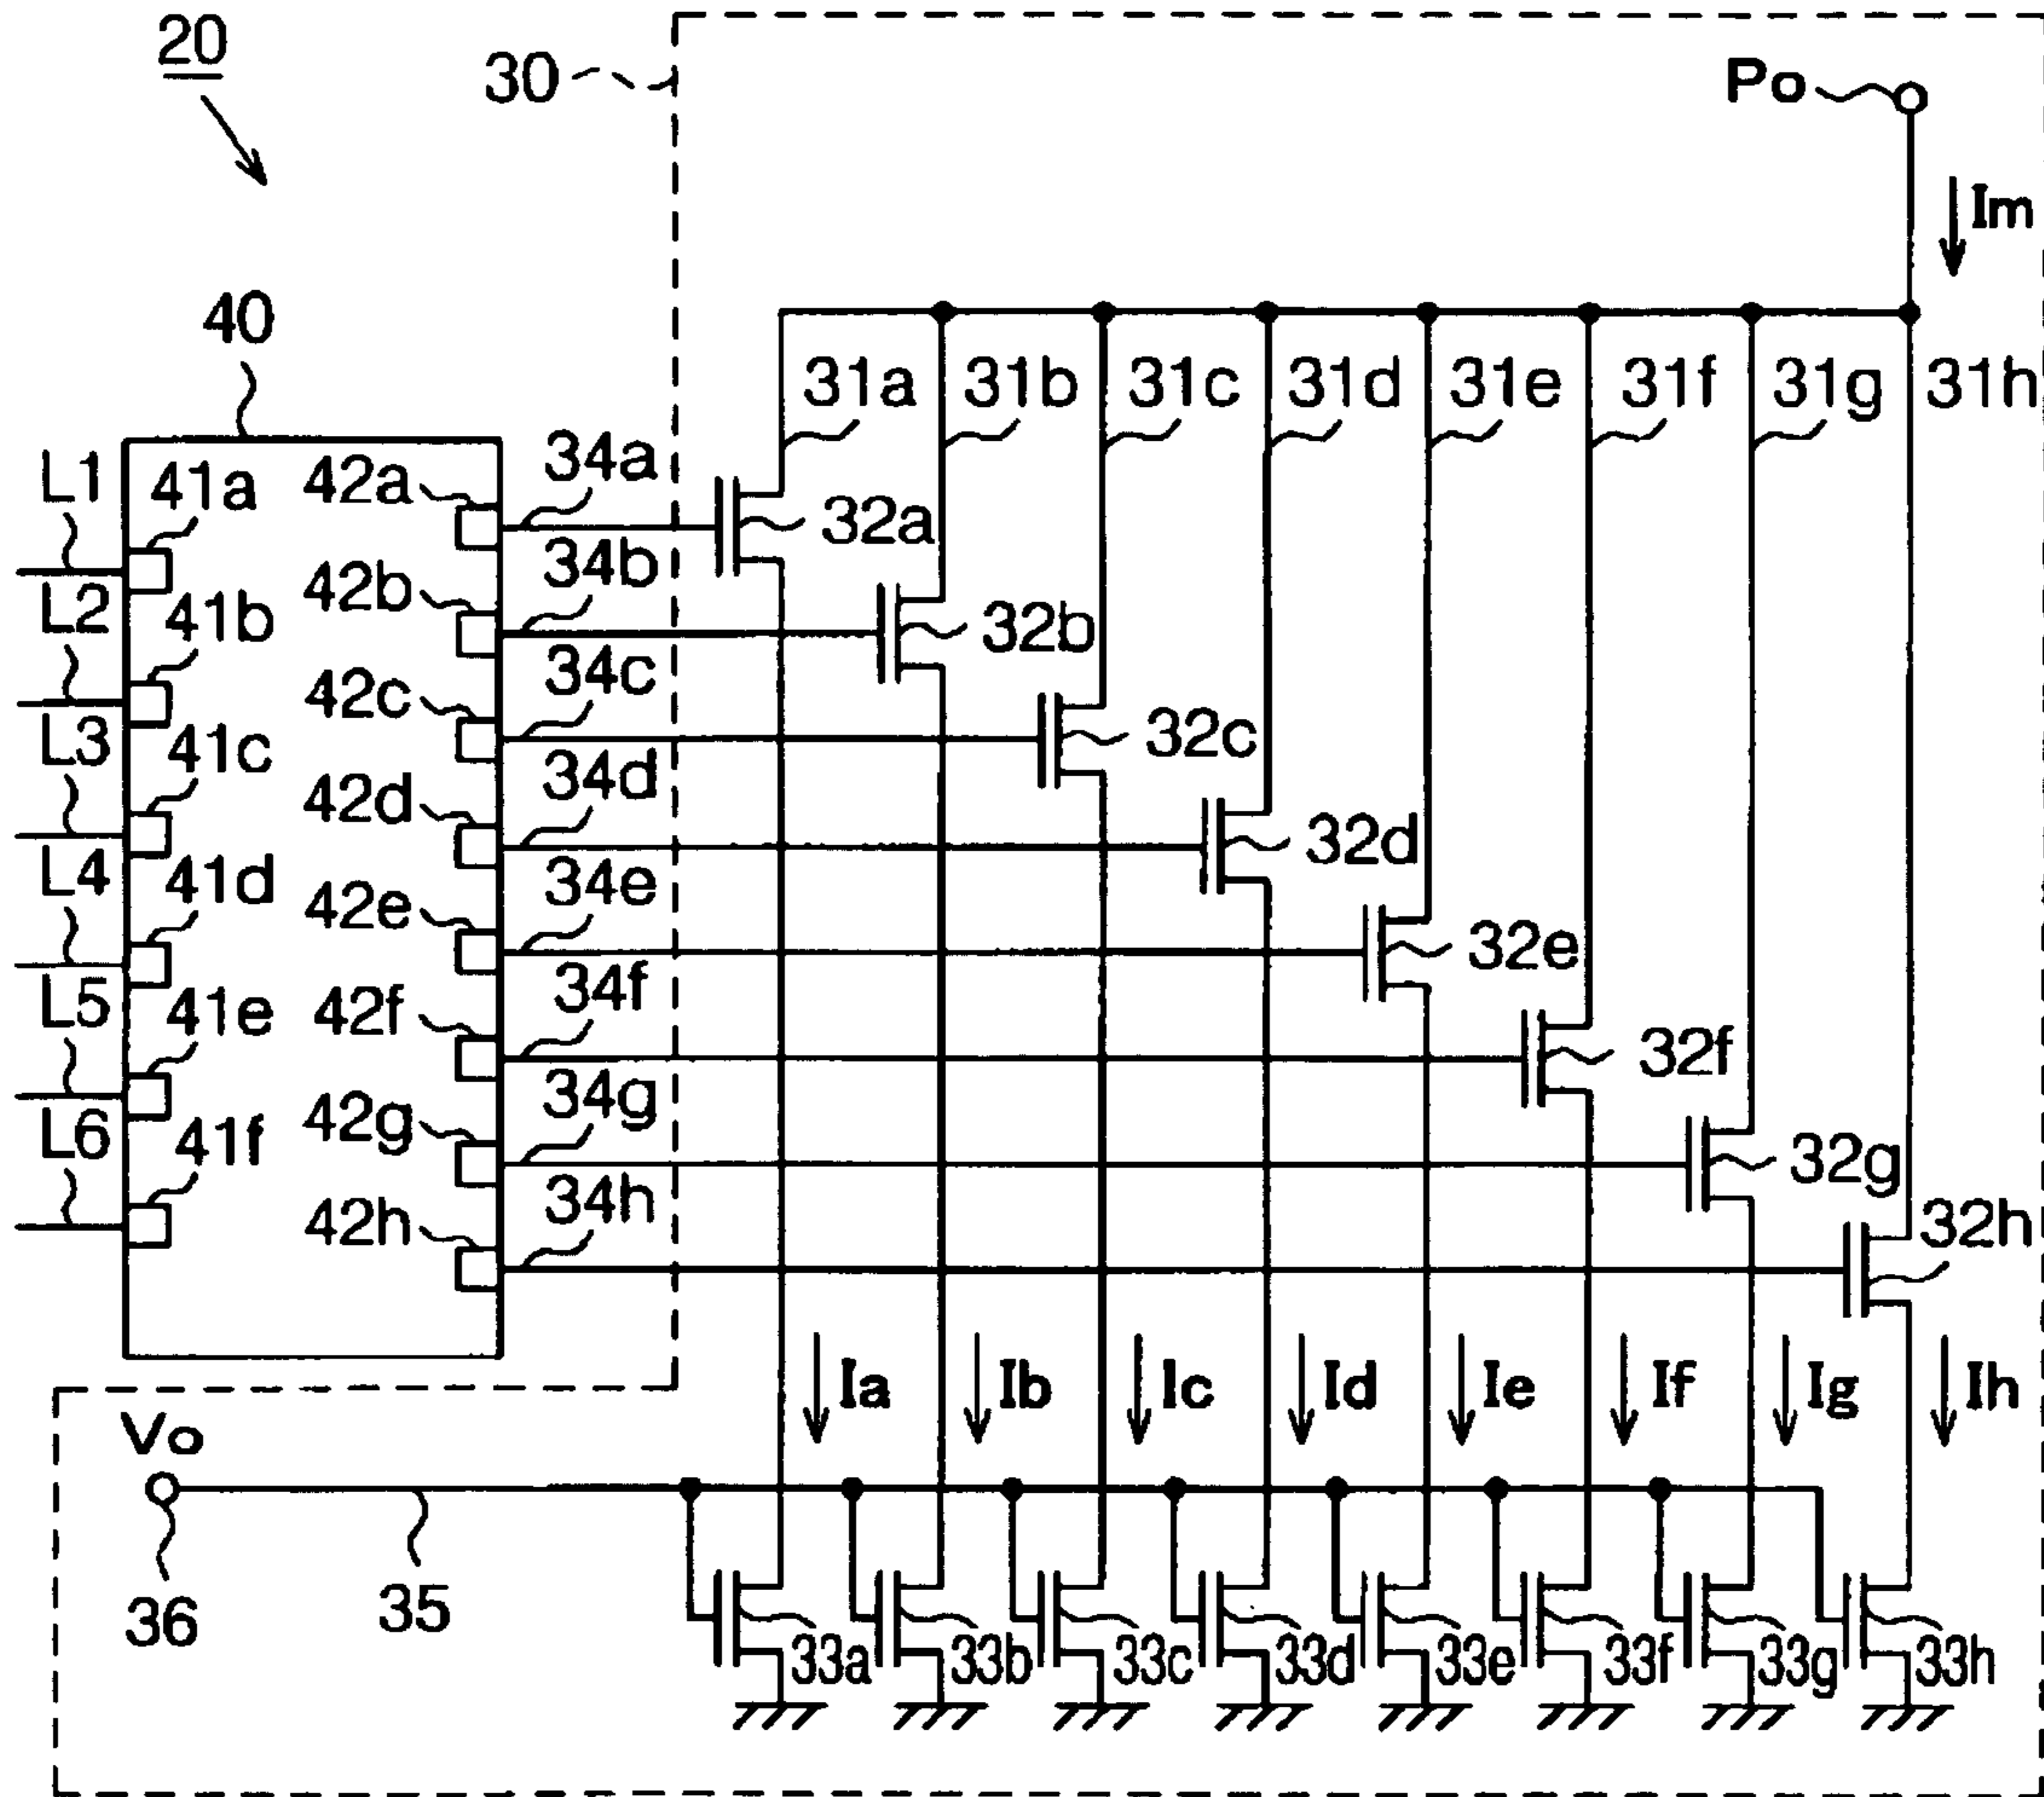 20
30
Po
Im
40
31a 31b 31c 31d 31e 31f 31g 31h
L1 41a 42a 34a 32a
L2 41b 42b 34b 32b
L3 41c 42c 34c 32c
L4 41d 42d 34d 32d
L5 41e 42e 34e 32e
L6 41f 42f 34f 32f
42g 34g 32g
42h 34h 32h
Ia Ib Ic Id Ie If Ig Ih
Vo
36 35
33a 33b 33c 33d 33e 33f 33g 33h